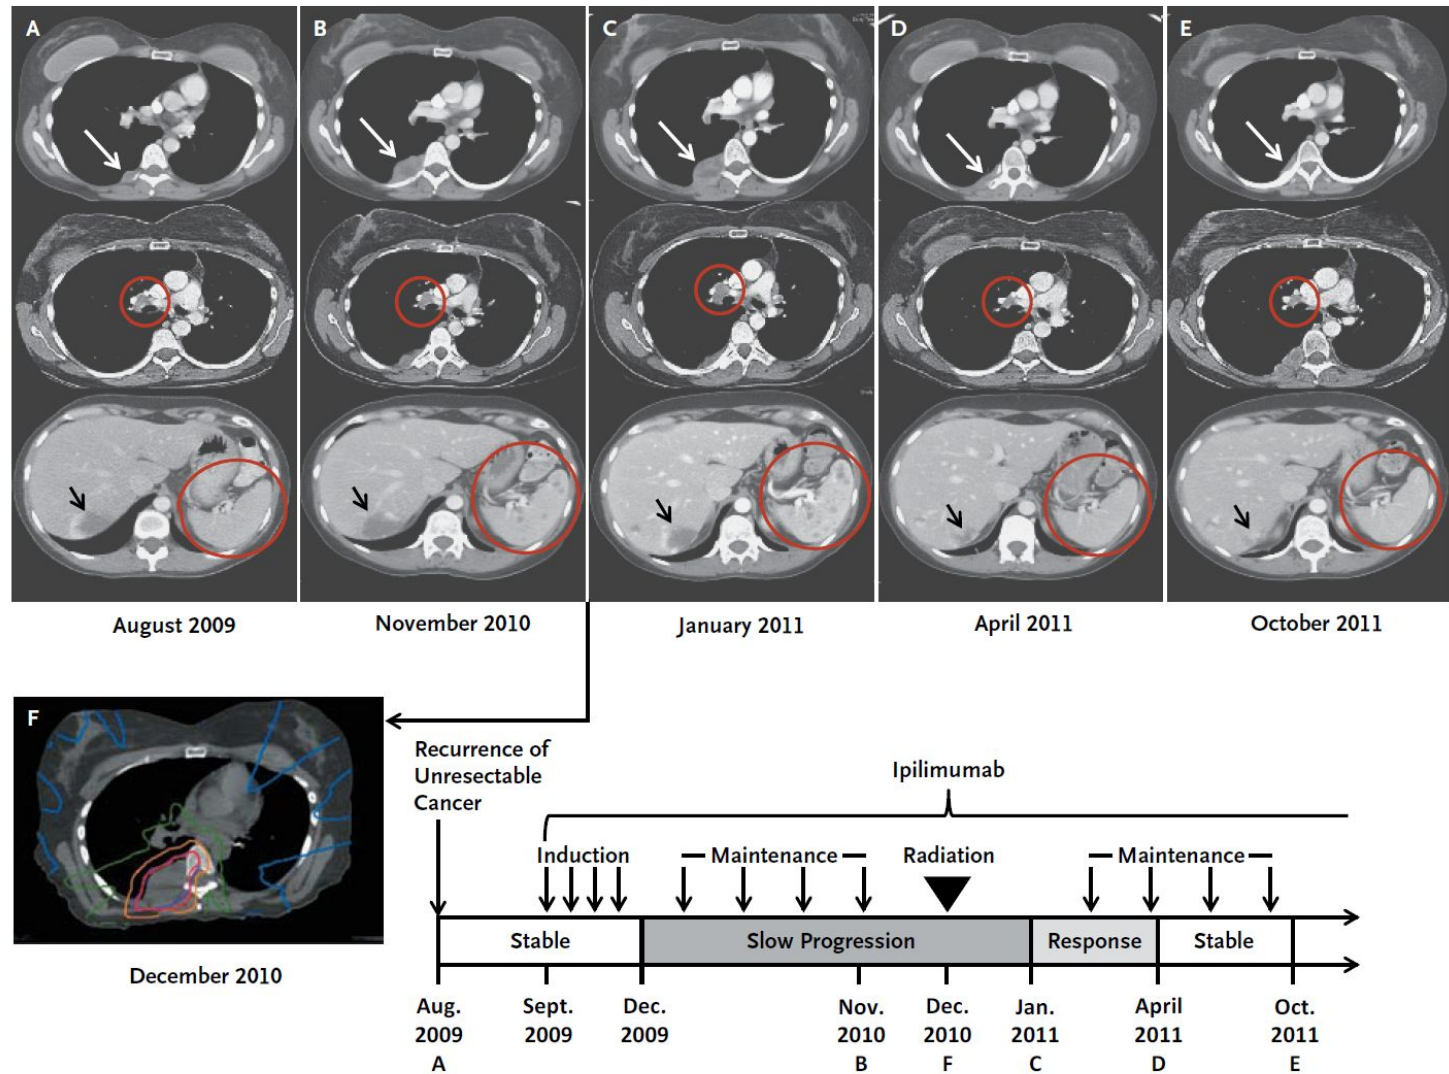 A
B
C
D
E
August 2009
November 2010
January 2011
April 2011
October 2011
F
December 2010
Recurrence of
Unresectable
Cancer
Ipilimumab
Induction
Maintenance
Radiation
Maintenance
Stable
Slow Progression
Response
Stable
Aug.
2009
A
Sept.
2009
Dec.
2009
Nov.
2010
B
Dec.
2010
F
Jan.
2011
C
April
2011
D
Oct.
2011
E